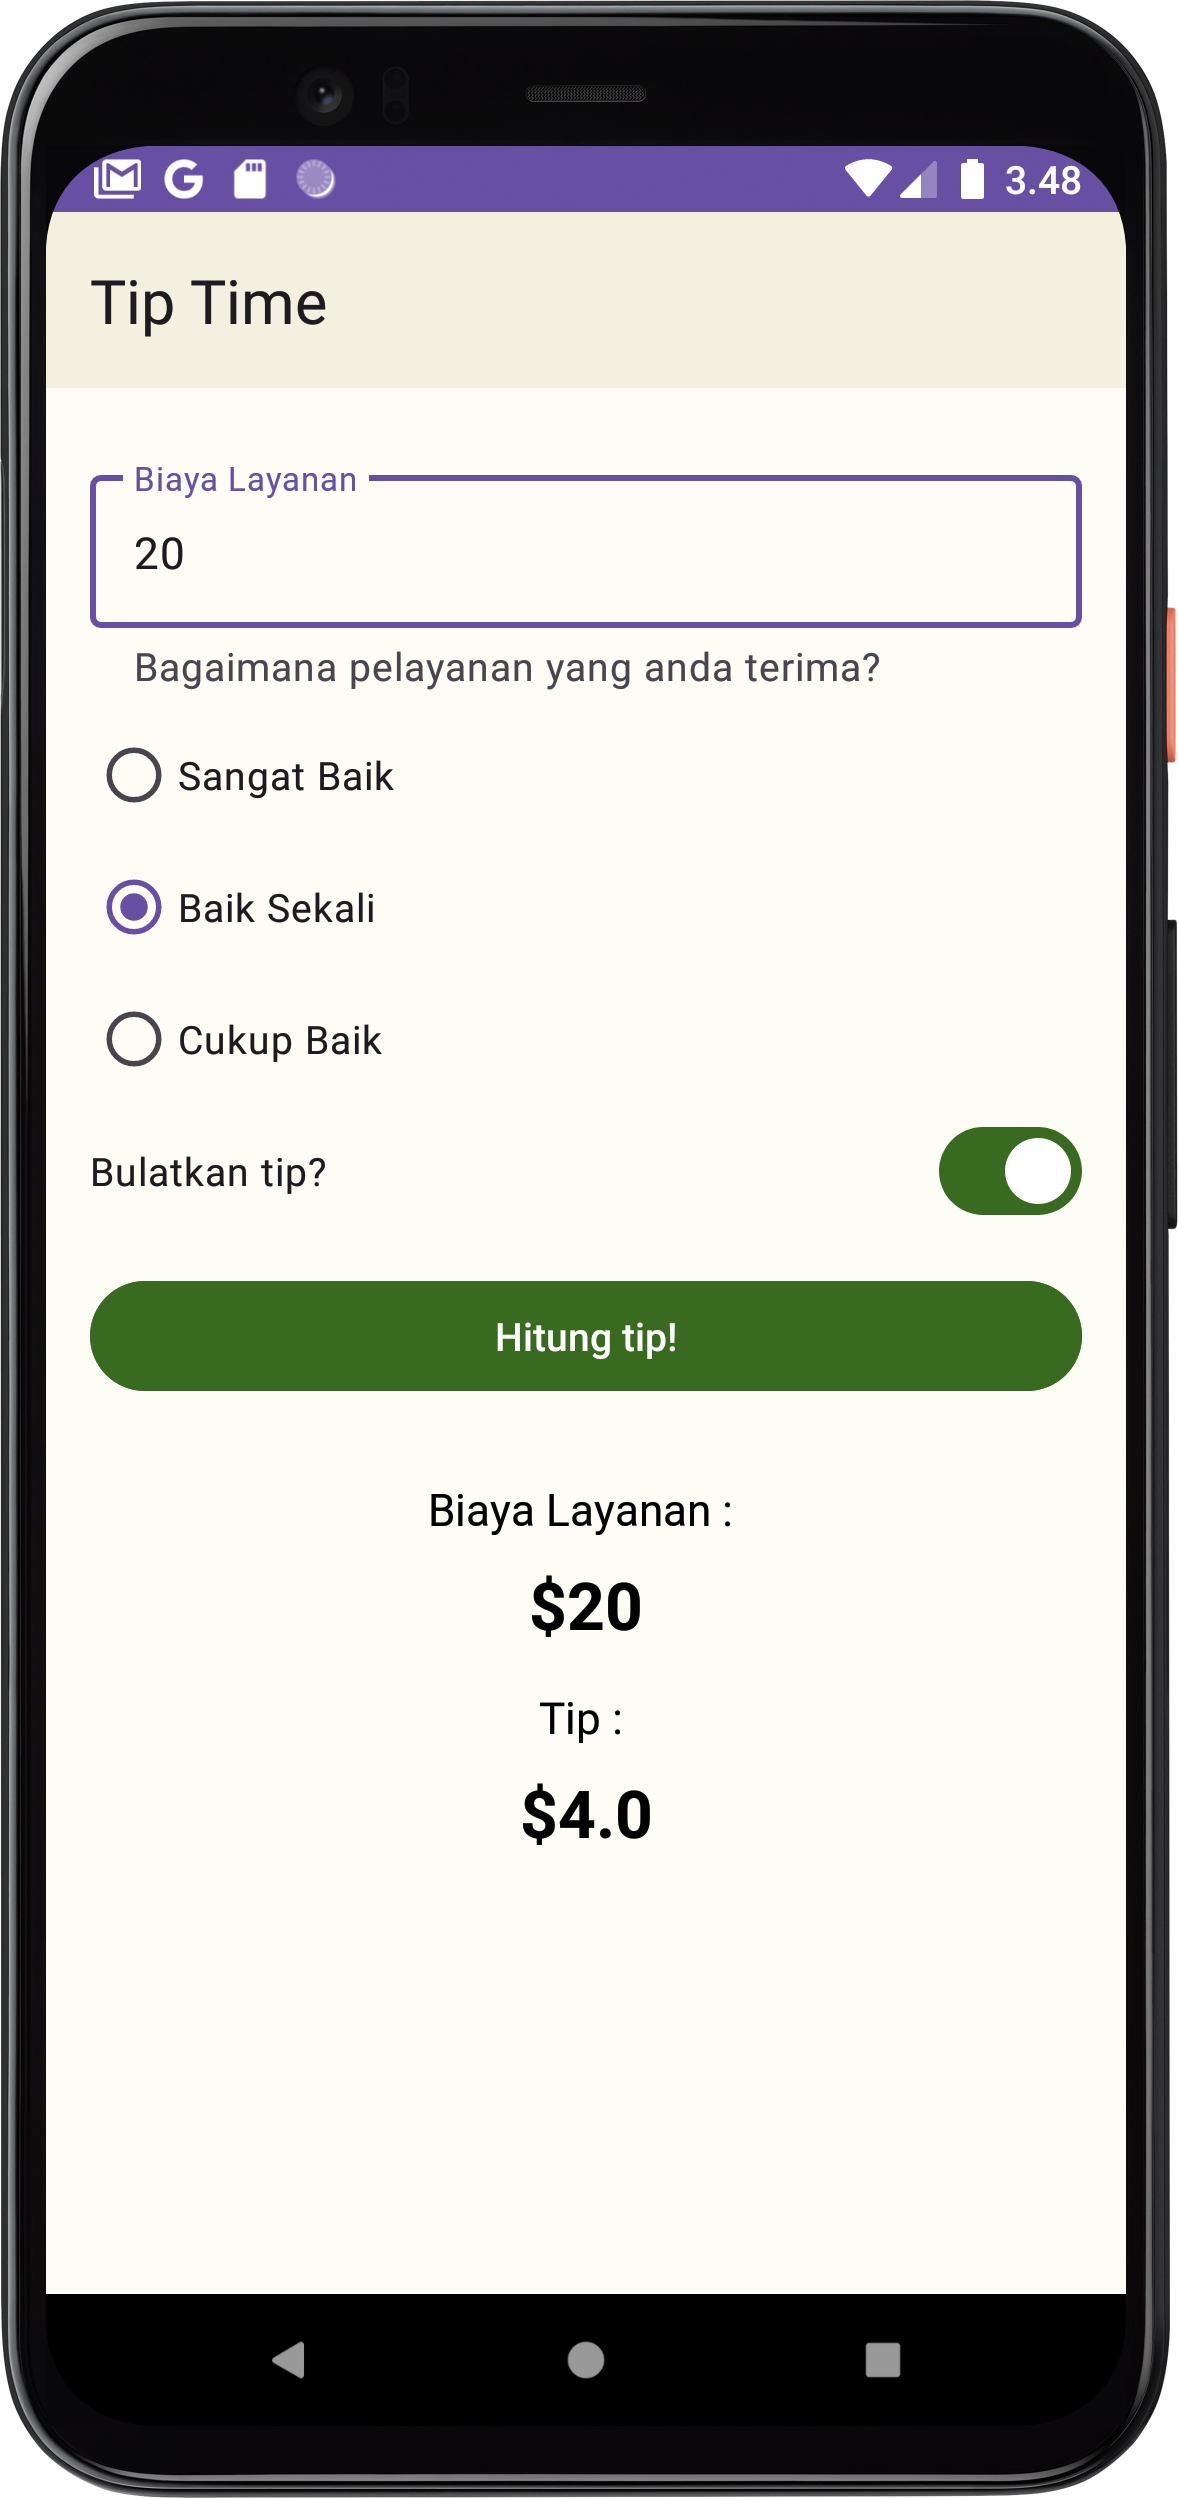 3.48
Tip Time
Biaya Layanan
20
Bagaimana pelayanan yang anda terima?
Sangat Baik
Baik Sekali
Cukup Baik
Bulatkan tip?
Hitung tip!
Biaya Layanan :
$20
Tip :
$4.0